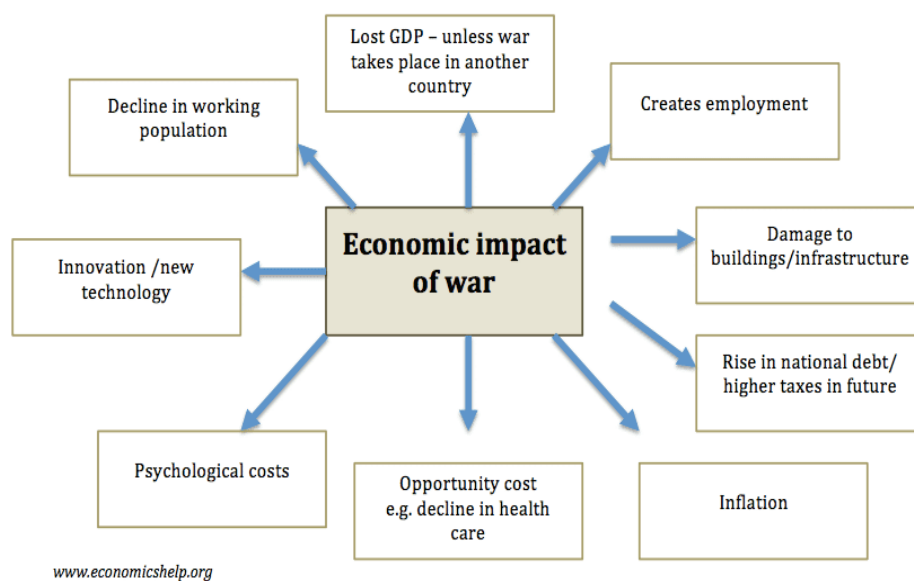 Lost GDP – unless war
takes place in another
country
Creates employment
Decline in working
population
Economic impact
of war
Damage to
buildings/infrastructure
Innovation /new
technology
Rise in national debt/
higher taxes in future
Psychological costs
Opportunity cost
e.g. decline in health
care
Inflation
www.economicshelp.org